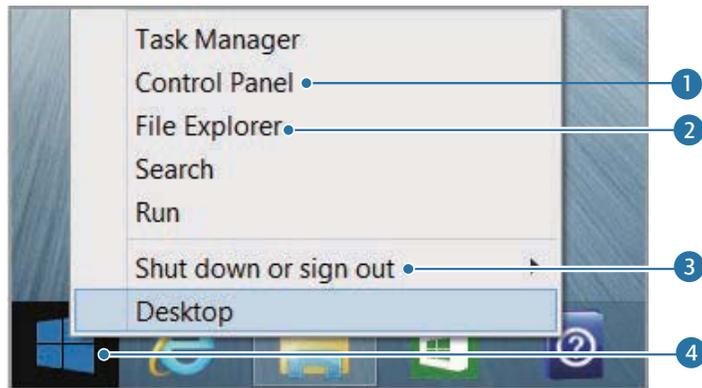 Task Manager
Control Panel 1
File Explorer 2
Search
Run
Shut down or sign out 3
Desktop
4
?